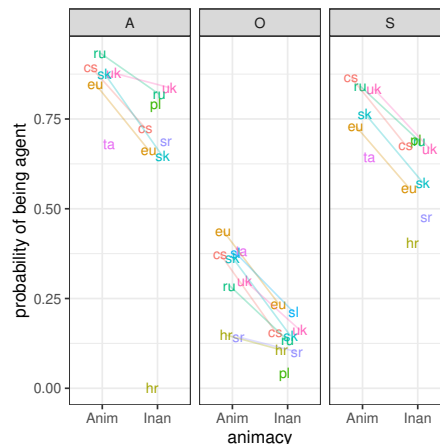 A O S
ru
cs sk uk uk
eu ru
pl
cs
ta sr
eu sk
hr
eu
cs sk sl ta
ru uk
eu sl
hr sr cs sk uk
ru
hr sr
pl
cs ru uk
sk
eu pl ru
cs uk
ta
sk
eu
sr
hr
0.75
0.50
0.25
0.00
probability of being agent
Anim Inan Anim Inan Anim Inan
animacy